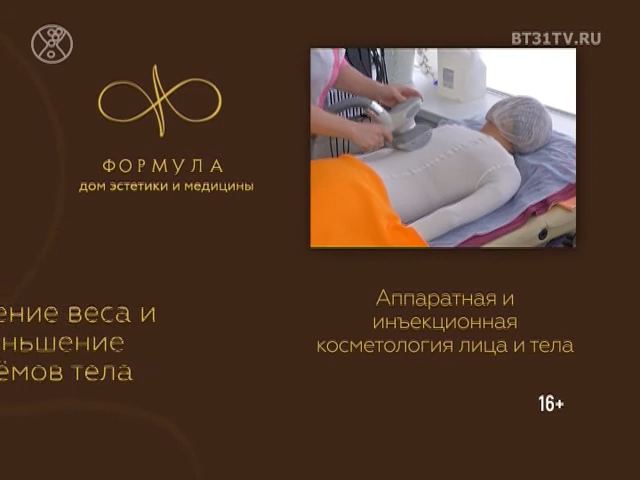 BT31TV.RU
ФОРМУЛА
дом эстетики и медицины
ение веса и
ньшение
ёмов тела
Аппаратная и
инъекционная
косметология лица и тела
16+